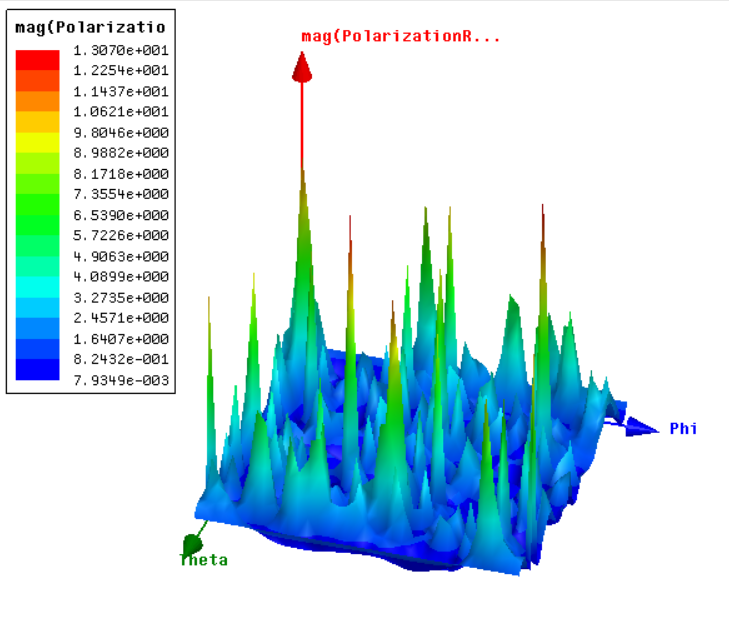 mag(Polarizatio
1.3070e+001
1.2254e+001
1.1437e+001
1.0621e+001
9.8046e+000
8.9882e+000
8.1718e+000
7.3554e+000
6.5390e+000
5.7226e+000
4.9063e+000
4.0899e+000
3.2735e+000
2.4571e+000
1.6407e+000
8.2432e-001
7.9349e-003
mag(PolarizationR...
Phi
Theta